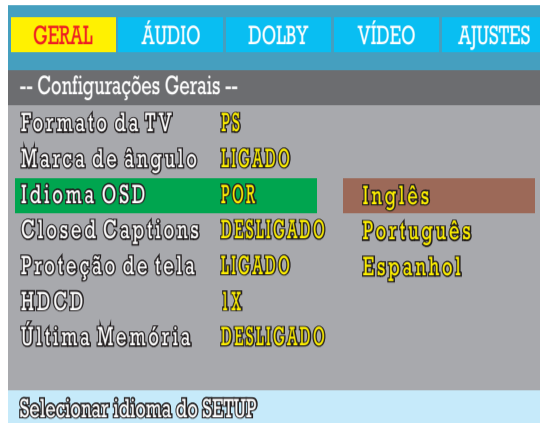 GERAL ÁUDIO DOLBY VÍDEO AJUSTES
-- Configurações Gerais --
Formato da TV PS
Marca de ângulo LIGADO
Idioma OSD POR Inglês
Closed Captions DESLIGADO Português
Proteção de tela LIGADO Espanhol
HDCD 1X
Última Memória DESLIGADO
Selecionar idioma do SETUP